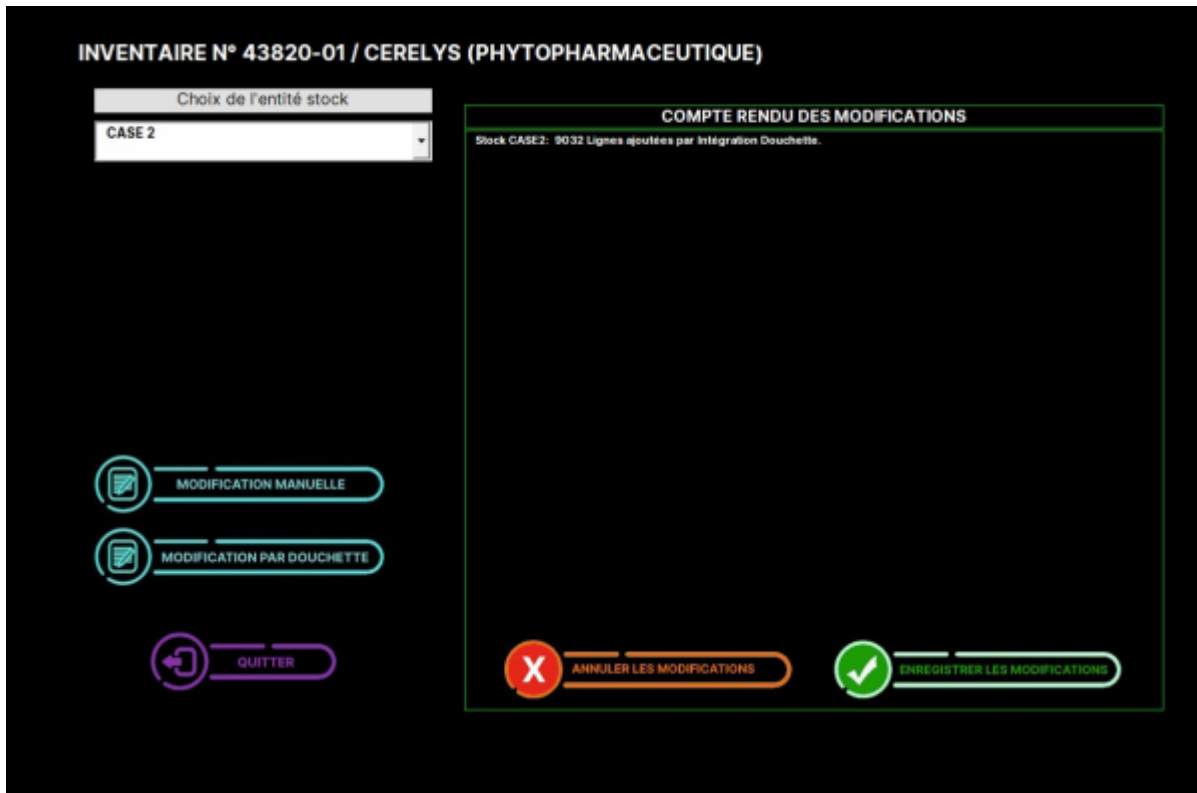 INVENTAIRE N° 43820-01 / CERELYS (PHYTOPHARMACEUTIQUE)
Choix de l'entité stock
CASE 2
COMPTE RENDU DES MODIFICATIONS
Stock CASE2: 9032 Lignes ajoutées par Intégration Douchette.
MODIFICATION MANUELLE
MODIFICATION PAR DOUCHETTE
QUITTER
X ANNULER LES MODIFICATIONS
ENREGISTRER LES MODIFICATIONS